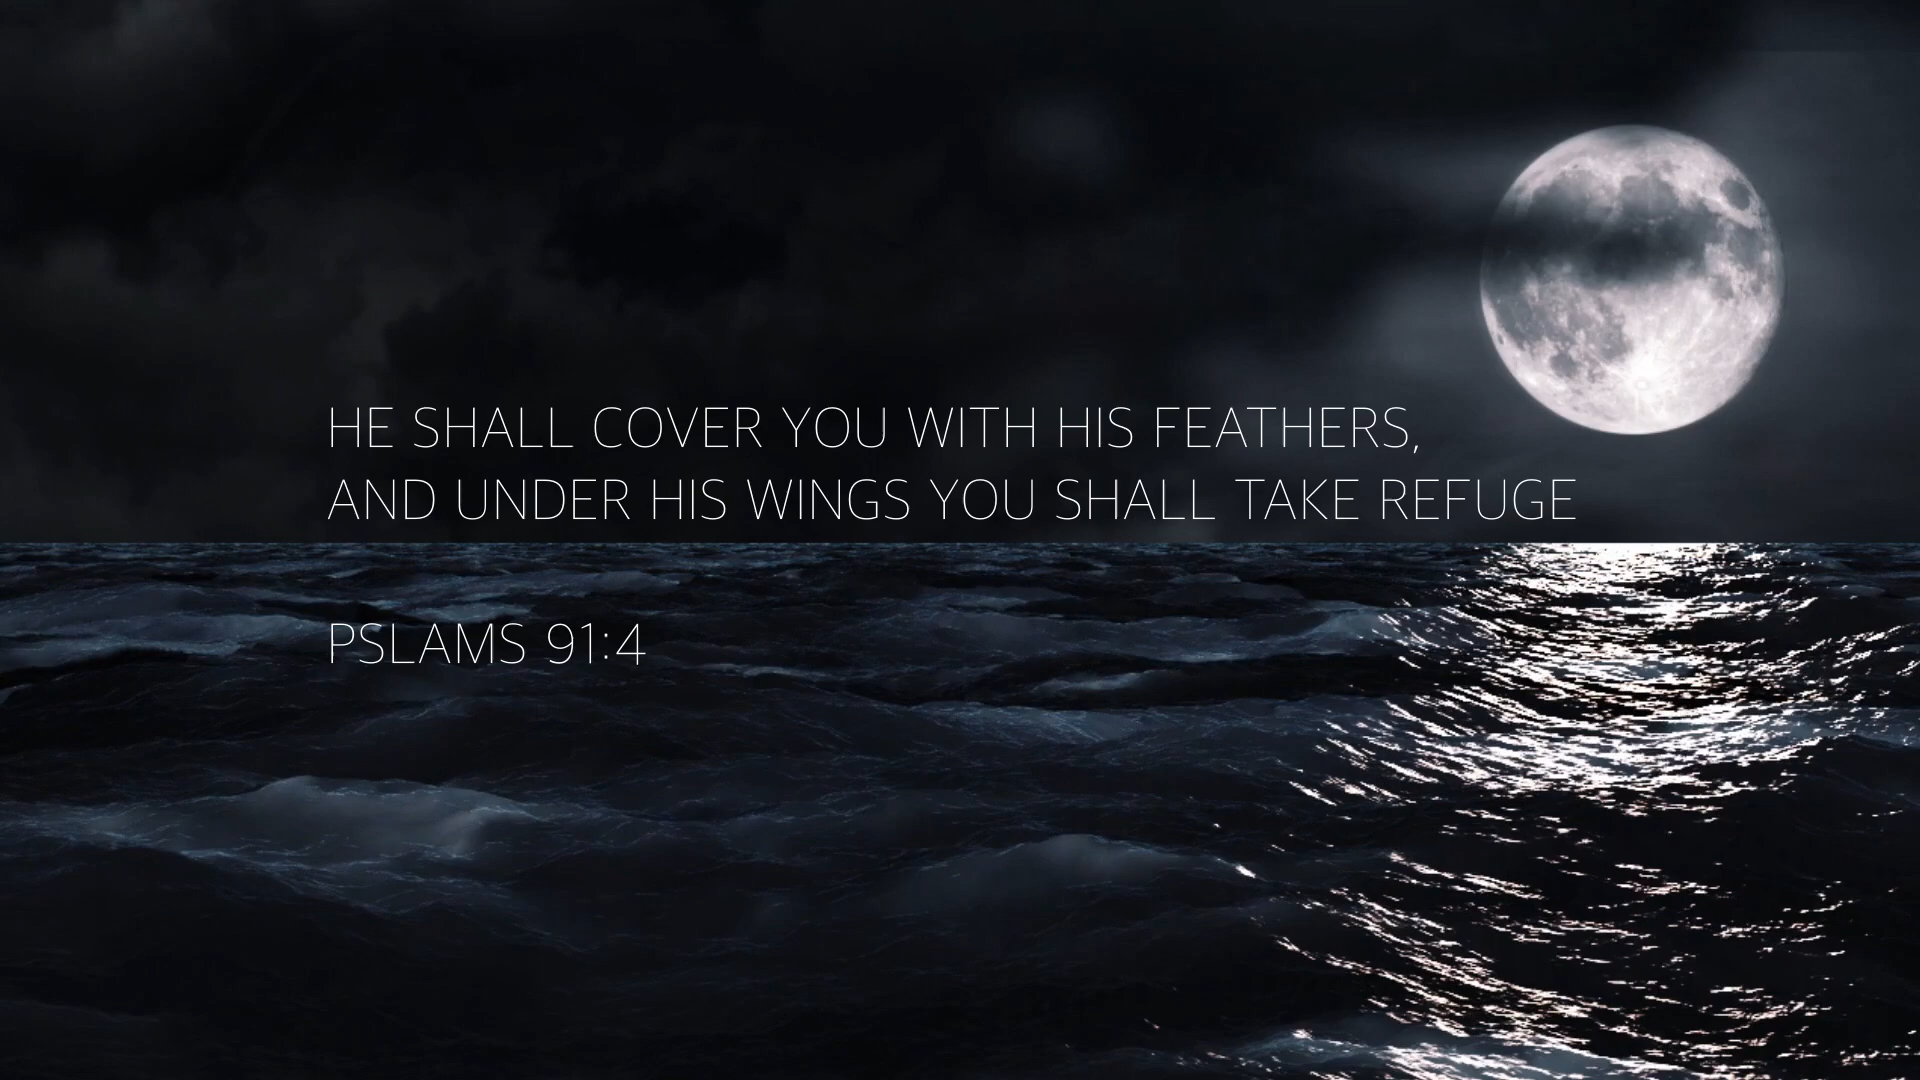 HE SHALL COVER YOU WITH HIS FEATHERS,
AND UNDER HIS WINGS YOU SHALL TAKE REFUGE
PSLAMS 91:4